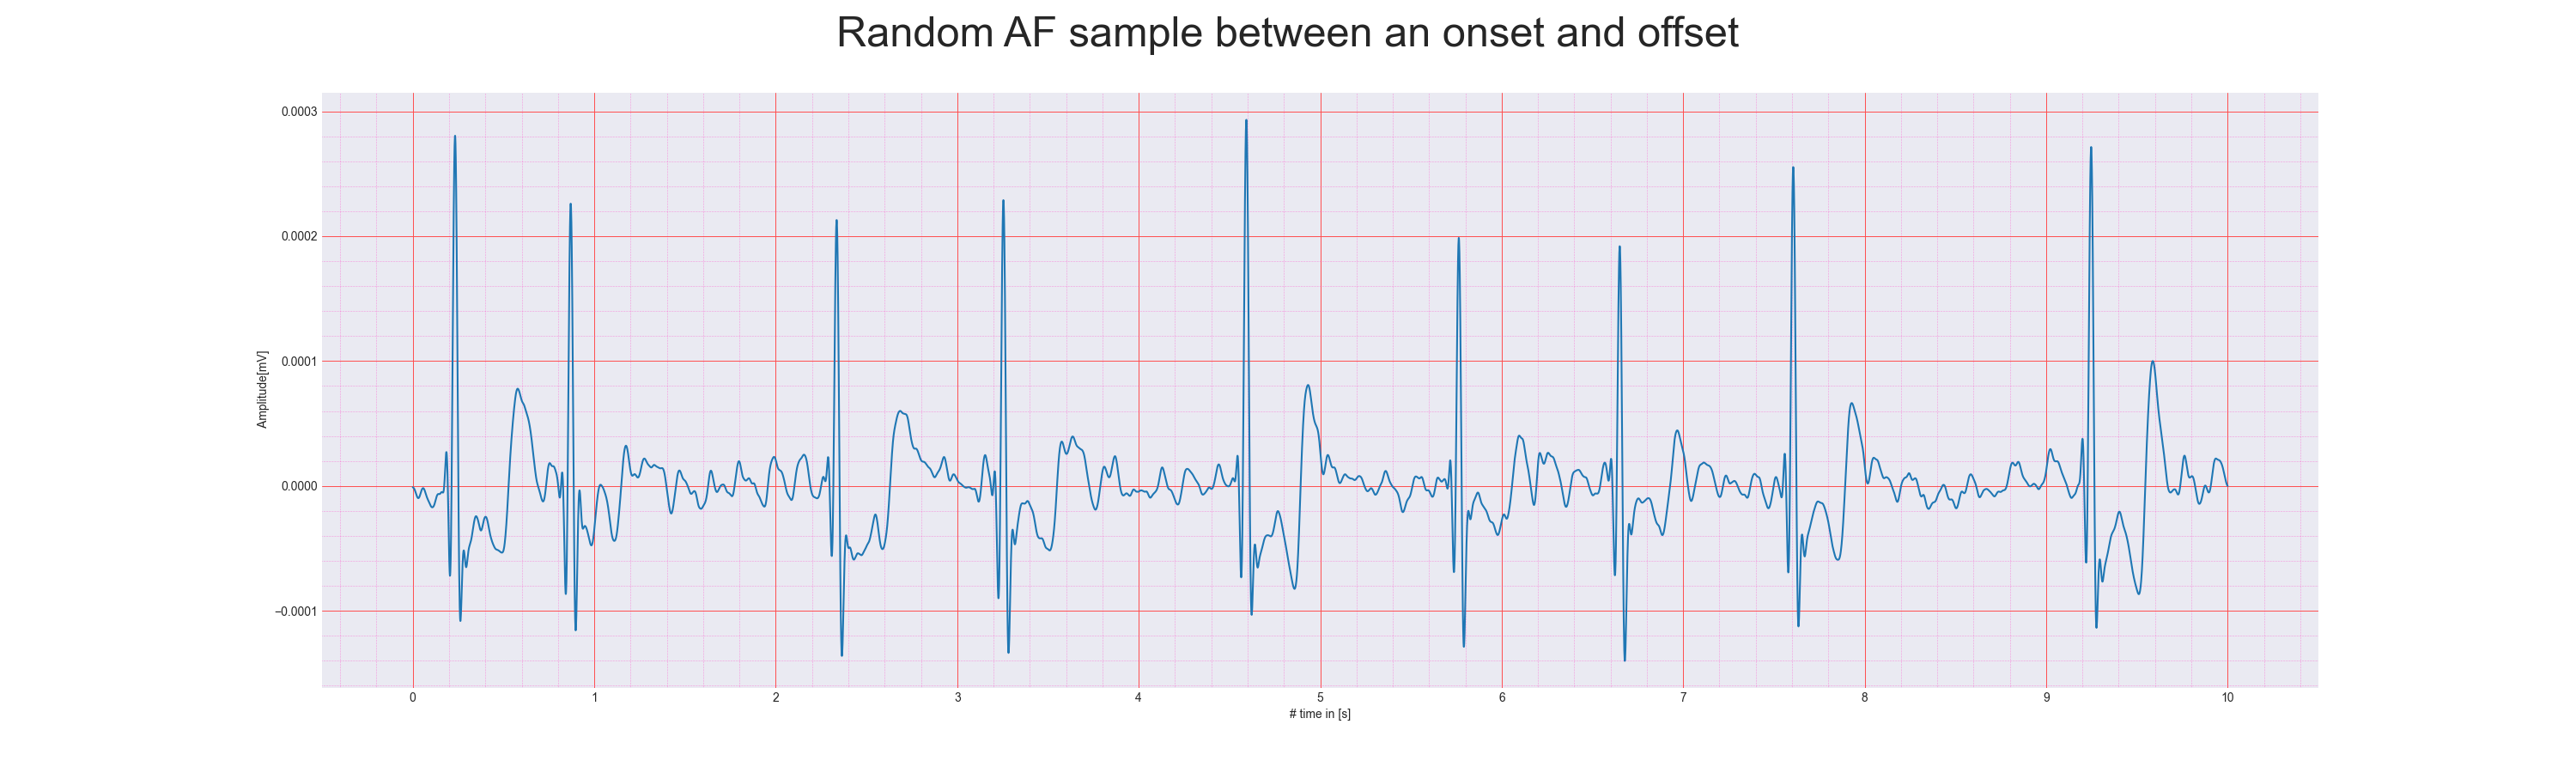 Random AF sample between an onset and offset
0.0003
0.0002
0.0001
0.0000
−0.0001
Amplitude[mV]
0 1 2 3 4 5 6 7 8 9 10
# time in [s]